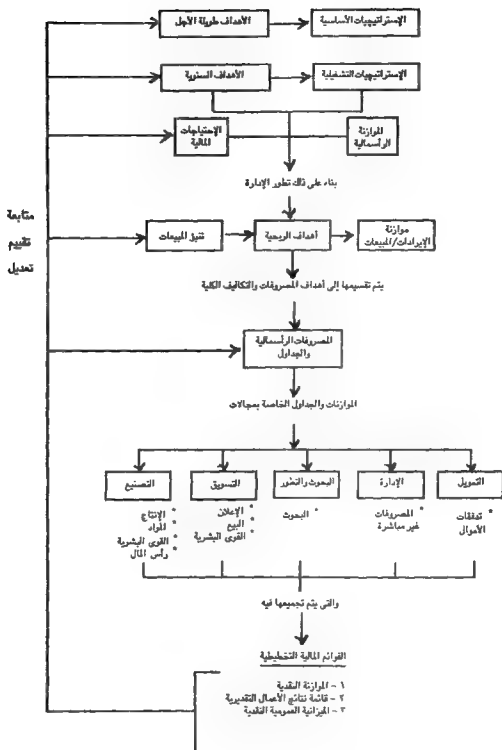 الأهداف طويلة الأجل
الإستراتيجيات الأساسية
الأهداف السنوية
الإستراتيجيات التشغيلية
الإحتياجات
المالية
الموازنة
الرأسمالية
بناء على ذلك تطور الإدارة
متابعة
تقييم
تعديل
تنبؤ المبيعات
أهداف الربحية
موازنة
الإيرادات/المبيعات
يتم تقسيمها إلى أهداف المصروفات والتكاليف الكلية
المصروفات الرأسمالية
والجداول
الموازنات والجداول الخاصة بمجالات
التصنيع
التسويق
البحوث والتطور
الإدارة
التمويل
* الإنتاج
* المواد
* القوى البشرية
* رأس المال
* الإعلان
* البيع
* القوى البشرية
* البحوث
* المصروفات
غير مباشرة
* تدفقات
الأموال
والتى يتم تجميعها فيه
القوائم المالية التخطيطية
١ - الموازنة النقدية
٢ - قائمة نتائج الأعمال التقديرية
٣ - الميزانية العمومية النقدية